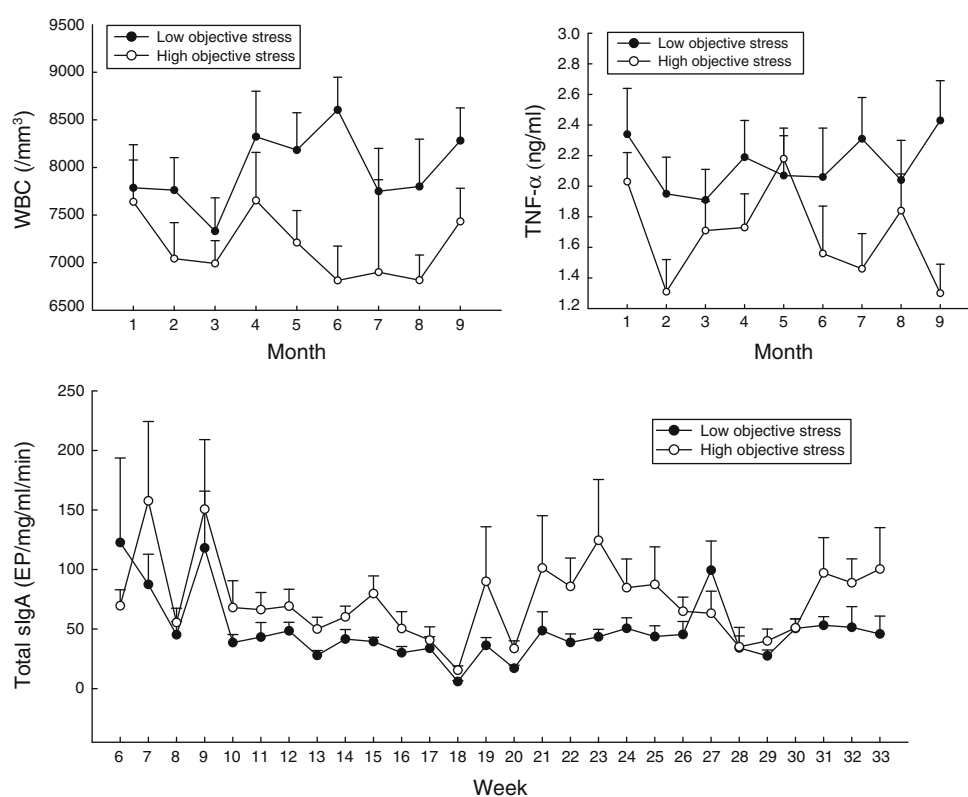 9500
9000
8500
8000
7500
7000
6500
WBC (/mm³)
Low objective stress
High objective stress
1 2 3 4 5 6 7 8 9
Month
3.0
2.8
2.6
2.4
2.2
2.0
1.8
1.6
1.4
1.2
TNF-α (ng/ml)
Low objective stress
High objective stress
1 2 3 4 5 6 7 8 9
Month
250
200
150
100
50
0
Total sIgA (EP/mg/ml/min)
Low objective stress
High objective stress
6 7 8 9 10 11 12 13 14 15 16 17 18 19 20 21 22 23 24 25 26 27 28 29 30 31 32 33
Week